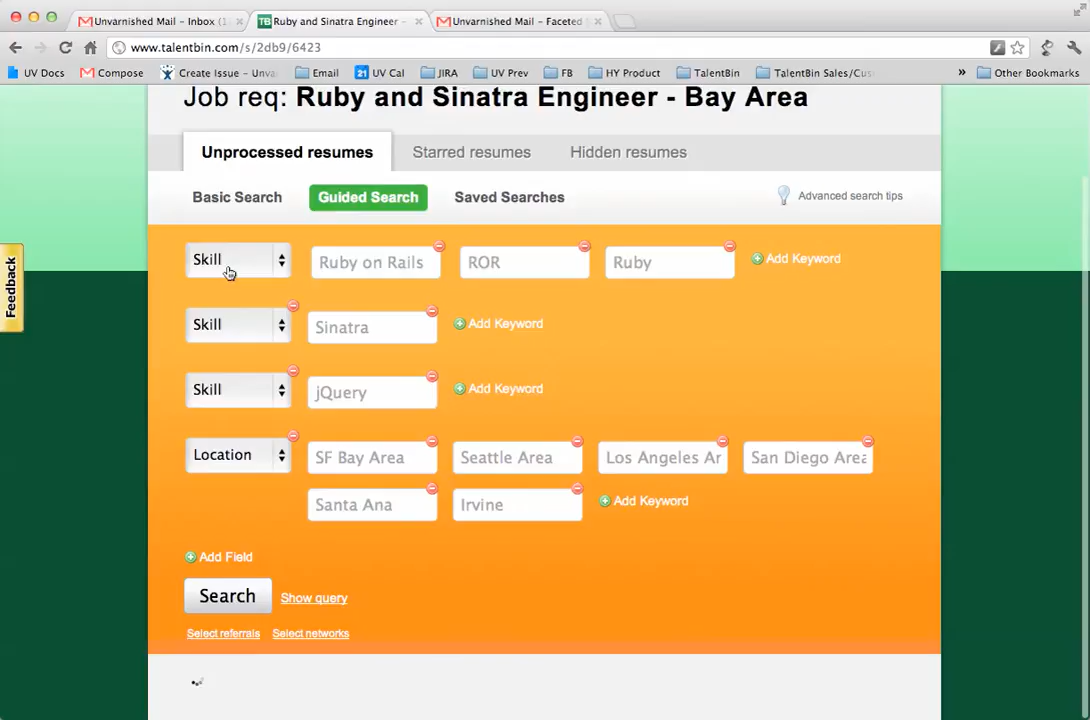 Unvarnished Mail - Inbox (1
Ruby and Sinatra Engineer -
Unvarnished Mail - Faceted
www.talentbin.com/s/2db9/6423
UV Docs
Compose
Create Issue - Unva
Email
21
UV Cal
JIRA
UV Prev
FB
HY Product
TalentBin
TalentBin Sales/Cus
»
Other Bookmarks
Job req: Ruby and Sinatra Engineer - Bay Area
Unprocessed resumes
Starred resumes
Hidden resumes
Basic Search
Guided Search
Saved Searches
Advanced search tips
Feedback
Skill
Ruby on Rails
ROR
Ruby
Add Keyword
Skill
Sinatra
Add Keyword
Skill
jQuery
Add Keyword
Location
SF Bay Area
Seattle Area
Los Angeles Ar
San Diego Area
Santa Ana
Irvine
Add Keyword
Add Field
Search
Show query
Select referrals
Select networks